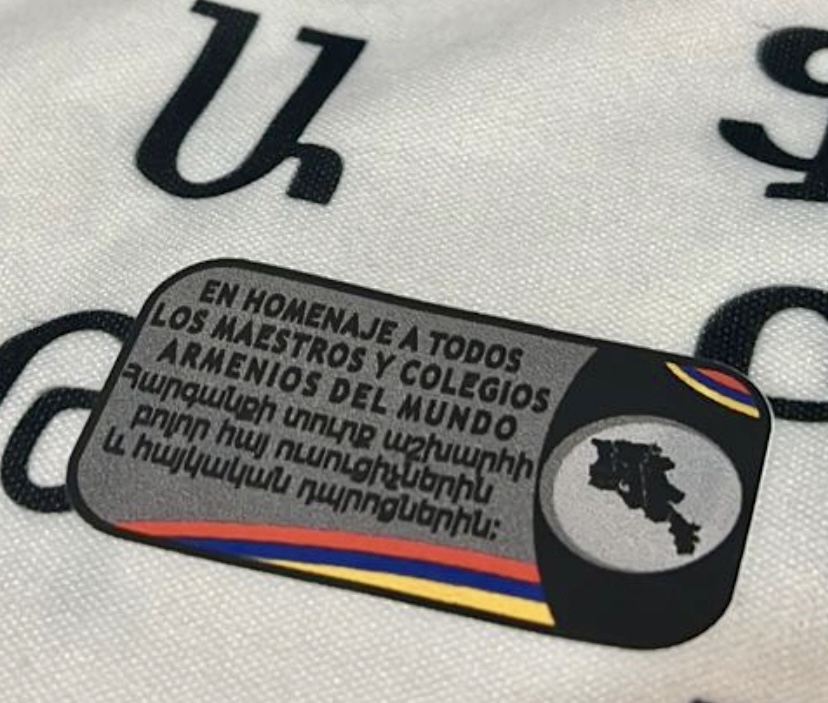 Ա
Ֆ
EN HOMENAJE A TODOS
LOS MAESTROS Y COLEGIOS
ARMENIOS DEL MUNDO
Հարգանքի տուրք աշխարհի
բոլոր հայ ուսուցիչներին
և հայկական դպրոցներին: